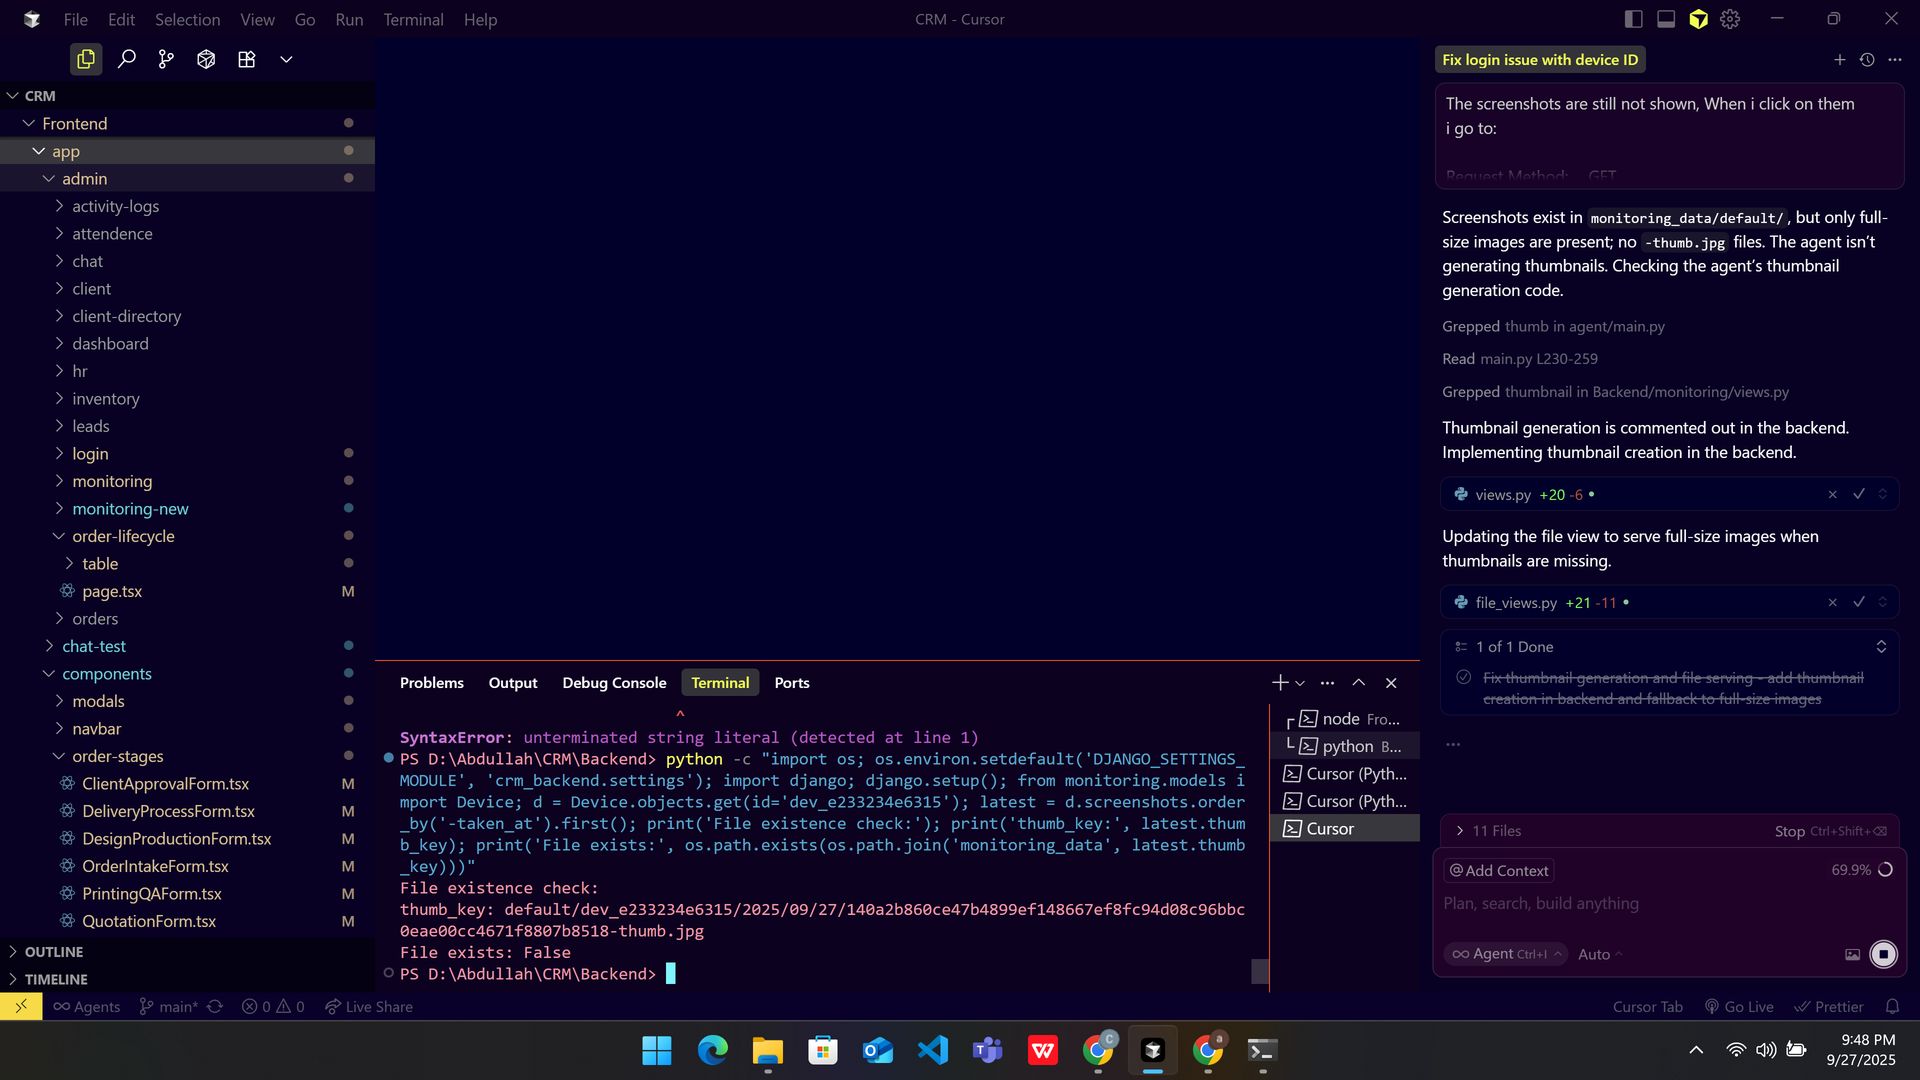 File Edit Selection View Go Run Terminal Help
CRM - Cursor
CRM
Frontend
app
admin
activity-logs
attendence
chat
client
client-directory
dashboard
hr
inventory
leads
login
monitoring
monitoring-new
order-lifecycle
table
page.tsx M
orders
chat-test
components
modals
navbar
order-stages
ClientApprovalForm.tsx M
DeliveryProcessForm.tsx M
DesignProductionForm.tsx M
OrderIntakeForm.tsx M
PrintingQAForm.tsx M
QuotationForm.tsx M
OUTLINE
TIMELINE
Problems Output Debug Console Terminal Ports
^
SyntaxError: unterminated string literal (detected at line 1)
PS D:\Abdullah\CRM\Backend> python -c "import os; os.environ.setdefault('DJANGO_SETTINGS_
MODULE', 'crm_backend.settings'); import django; django.setup(); from monitoring.models i
mport Device; d = Device.objects.get(id='dev_e233234e6315'); latest = d.screenshots.order
_by('-taken_at').first(); print('File existence check:'); print('thumb_key:', latest.thum
b_key); print('File exists:', os.path.exists(os.path.join('monitoring_data', latest.thumb
_key)))"
File existence check:
thumb_key: default/dev_e233234e6315/2025/09/27/140a2b860ce47b4899ef148667ef8fc94d08c96bbc
0eae00cc4671f8807b8518-thumb.jpg
File exists: False
PS D:\Abdullah\CRM\Backend>
node Fro...
python B...
Cursor (Pyth...
Cursor (Pyth...
Cursor
Fix login issue with device ID
The screenshots are still not shown, When i click on them
i go to:
Request Method: GET
Screenshots exist in monitoring_data/default/, but only full-
size images are present; no -thumb.jpg files. The agent isn't
generating thumbnails. Checking the agent's thumbnail
generation code.
Grepped thumb in agent/main.py
Read main.py L230-259
Grepped thumbnail in Backend/monitoring/views.py
Thumbnail generation is commented out in the backend.
Implementing thumbnail creation in the backend.
views.py +20 -6
Updating the file view to serve full-size images when
thumbnails are missing.
file_views.py +21 -11
1 of 1 Done
Fix thumbnail generation and file serving - add thumbnail
creation in backend and fallback to full-size images
11 Files Stop Ctrl+Shift+⌫
@ Add Context 69.9%
Plan, search, build anything
Agent Ctrl+I Auto
Agents main* 0 0 Live Share
Cursor Tab Go Live Prettier
9:48 PM
9/27/2025